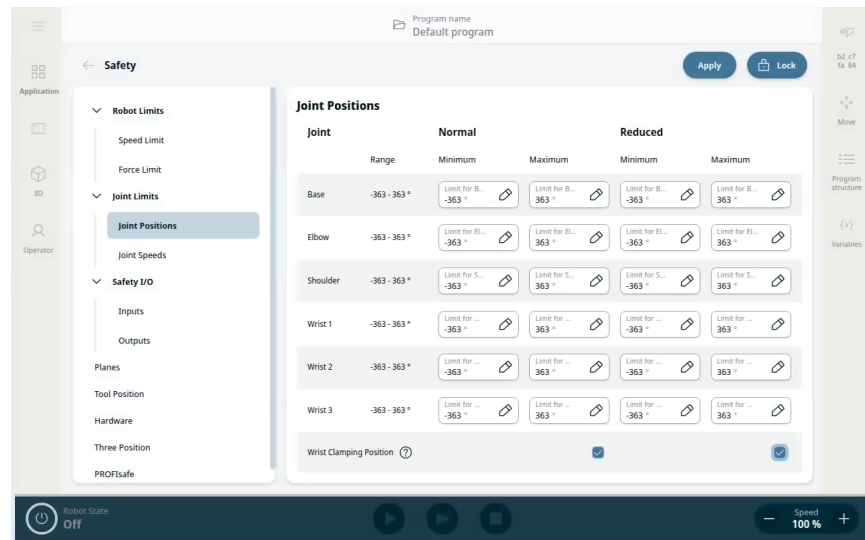 Program name
Default program
Safety
Apply
Lock
b2 c7
fa 84
Application
3D
Operator
Move
Program
structure
{x}
Variables
Robot Limits
Speed Limit
Force Limit
Joint Limits
Joint Positions
Joint Speeds
Safety I/O
Inputs
Outputs
Planes
Tool Position
Hardware
Three Position
PROFIsafe
Joint Positions
Joint Normal Reduced
Range Minimum Maximum Minimum Maximum
Limit for B... Limit for B... Limit for B... Limit for B...
Base -363 - 363 ° -363 ° 363 ° -363 ° 363 °
Limit for El... Limit for El... Limit for El... Limit for El...
Elbow -363 - 363 ° -363 ° 363 ° -363 ° 363 °
Limit for S... Limit for S... Limit for S... Limit for S...
Shoulder -363 - 363 ° -363 ° 363 ° -363 ° 363 °
Limit for ... Limit for ... Limit for ... Limit for ...
Wrist 1 -363 - 363 ° -363 ° 363 ° -363 ° 363 °
Limit for ... Limit for ... Limit for ... Limit for ...
Wrist 2 -363 - 363 ° -363 ° 363 ° -363 ° 363 °
Limit for ... Limit for ... Limit for ... Limit for ...
Wrist 3 -363 - 363 ° -363 ° 363 ° -363 ° 363 °
Wrist Clamping Position ?
Robot State
Off
Speed
100 %